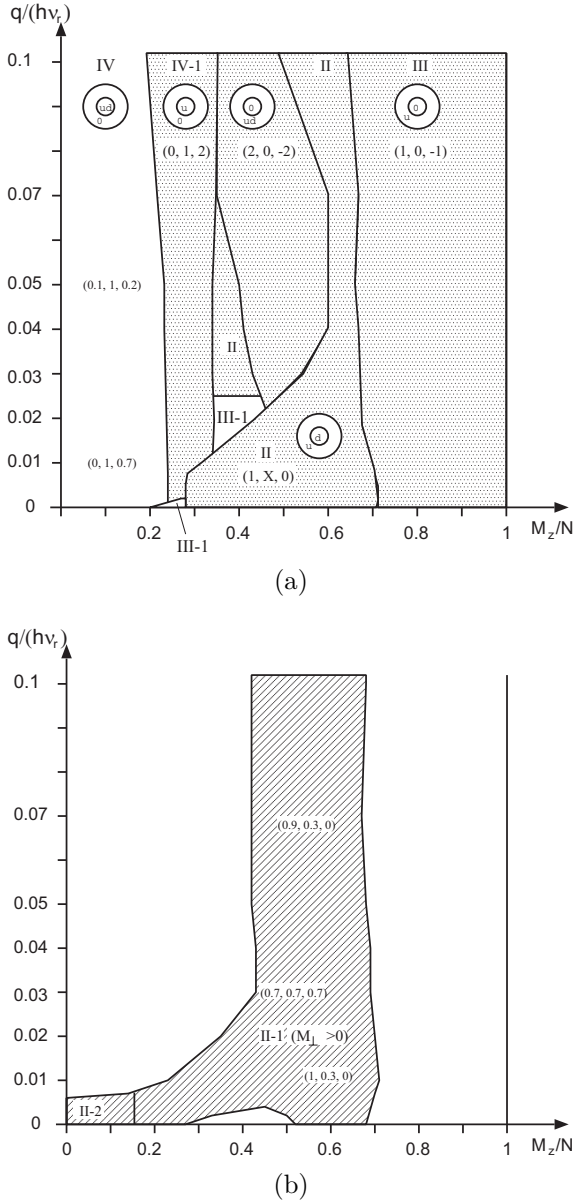 q/(hν_r)
0.1
IV
IV-1
II
III
ud
0
u
0
0
ud
0
u
(0, 1, 2)
(2, 0, -2)
(1, 0, -1)
0.07
0.05
(0.1, 1, 0.2)
0.04
II
0.03
0.02
III-1
II
d
u
0.01
(0, 1, 0.7)
(1, X, 0)
0
0.2
0.4
0.6
0.8
1
M_z/N
III-1
(a)
q/(hν_r)
0.1
0.07
(0.9, 0.3, 0)
0.05
0.04
0.03
(0.7, 0.7, 0.7)
0.02
II-1 (M_⊥ >0)
0.01
(1, 0.3, 0)
II-2
0
0
0.2
0.4
0.6
0.8
1
M_z/N
(b)